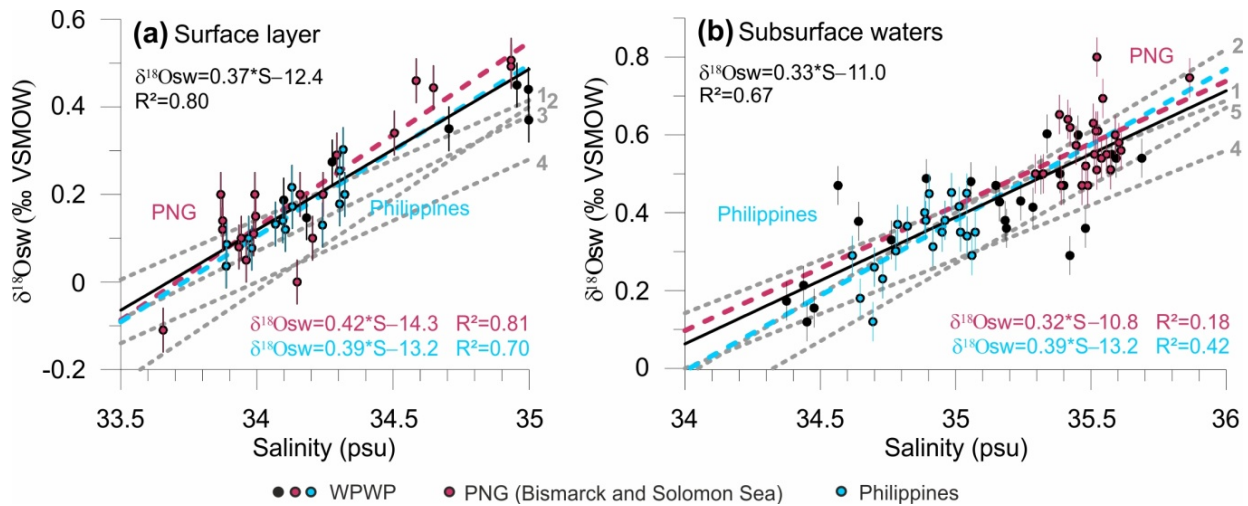 (a) Surface layer
δ¹⁸Osw=0.37*S–12.4
R²=0.80
PNG
Philippines
1
2
3
4
δ¹⁸Osw=0.42*S–14.3 R²=0.81
δ¹⁸Osw=0.39*S–13.2 R²=0.70
δ¹⁸Osw (‰ VSMOW)
0.6
0.4
0.2
0
-0.2
33.5 34 34.5 35
Salinity (psu)
(b) Subsurface waters
δ¹⁸Osw=0.33*S–11.0
R²=0.67
PNG
Philippines
2
1
5
4
δ¹⁸Osw=0.32*S–10.8 R²=0.18
δ¹⁸Osw=0.39*S–13.2 R²=0.42
δ¹⁸Osw (‰ VSMOW)
0.8
0.6
0.4
0.2
0
34 34.5 35 35.5 36
Salinity (psu)
WPWP PNG (Bismarck and Solomon Sea) Philippines